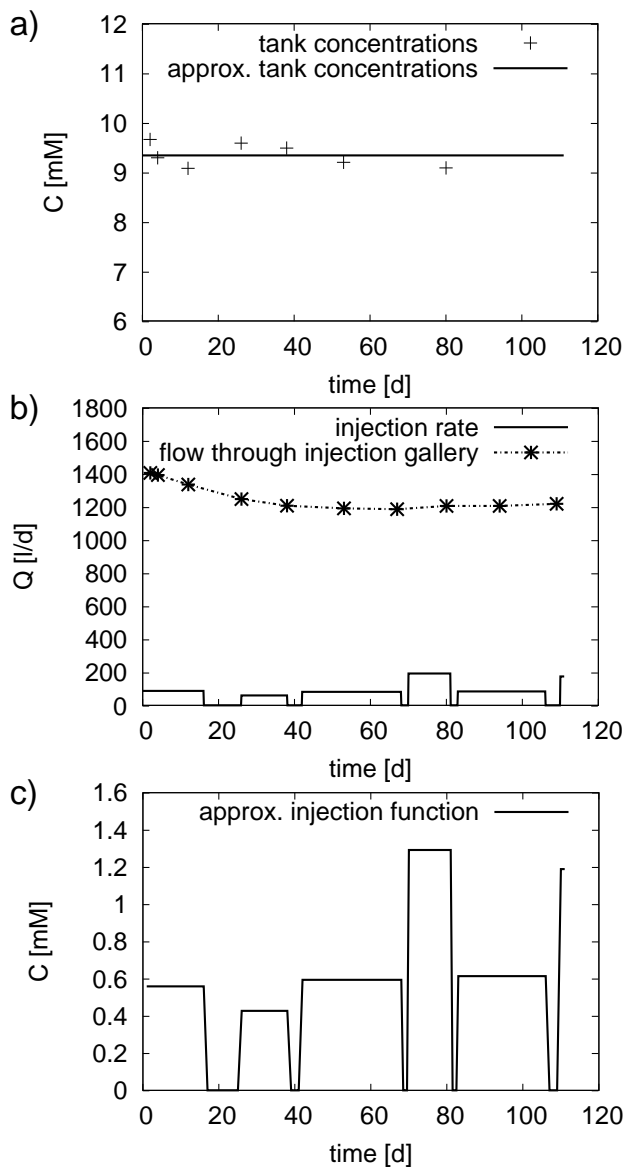 a)
12
tank concentrations
11
approx. tank concentrations
10
9
8
7
6
C [mM]
0 20 40 60 80 100 120
time [d]
b)
1800
injection rate
1600
flow through injection gallery
1400
1200
1000
800
600
400
200
0
Q [l/d]
0 20 40 60 80 100 120
time [d]
c)
1.6
approx. injection function
1.4
1.2
1
0.8
0.6
0.4
0.2
0
C [mM]
0 20 40 60 80 100 120
time [d]